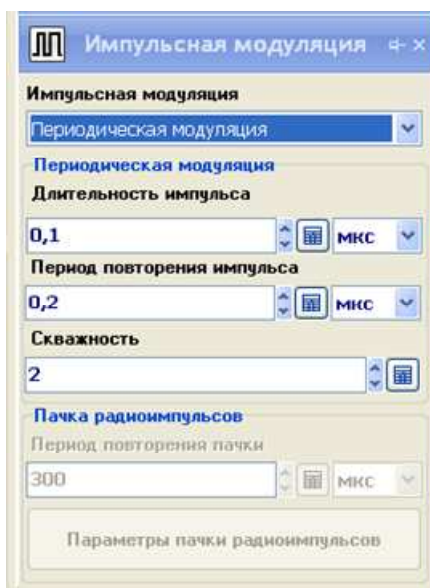 Импульсная модуляция
Импульсная модуляция
Периодическая модуляция
Периодическая модуляция
Длительность импульса
0,1 мкс
Период повторения импульса
0,2 мкс
Скважность
2
Пачка радиоимпульсов
Период повторения пачки
300 мкс
Параметры пачки радиоимпульсов